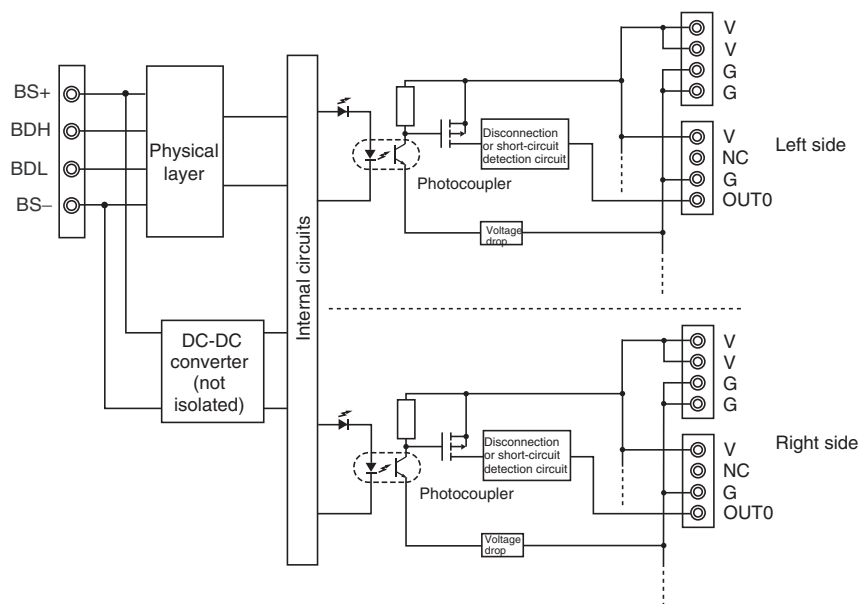 BS+
BDH
BDL
BS–
Physical
layer
DC-DC
converter
(not
isolated)
Internal circuits
Photocoupler
Disconnection
or short-circuit
detection circuit
Voltage
drop
V
V
G
G
V
NC
G
OUT0
Left side
Photocoupler
Disconnection
or short-circuit
detection circuit
Voltage
drop
V
V
G
G
V
NC
G
OUT0
Right side